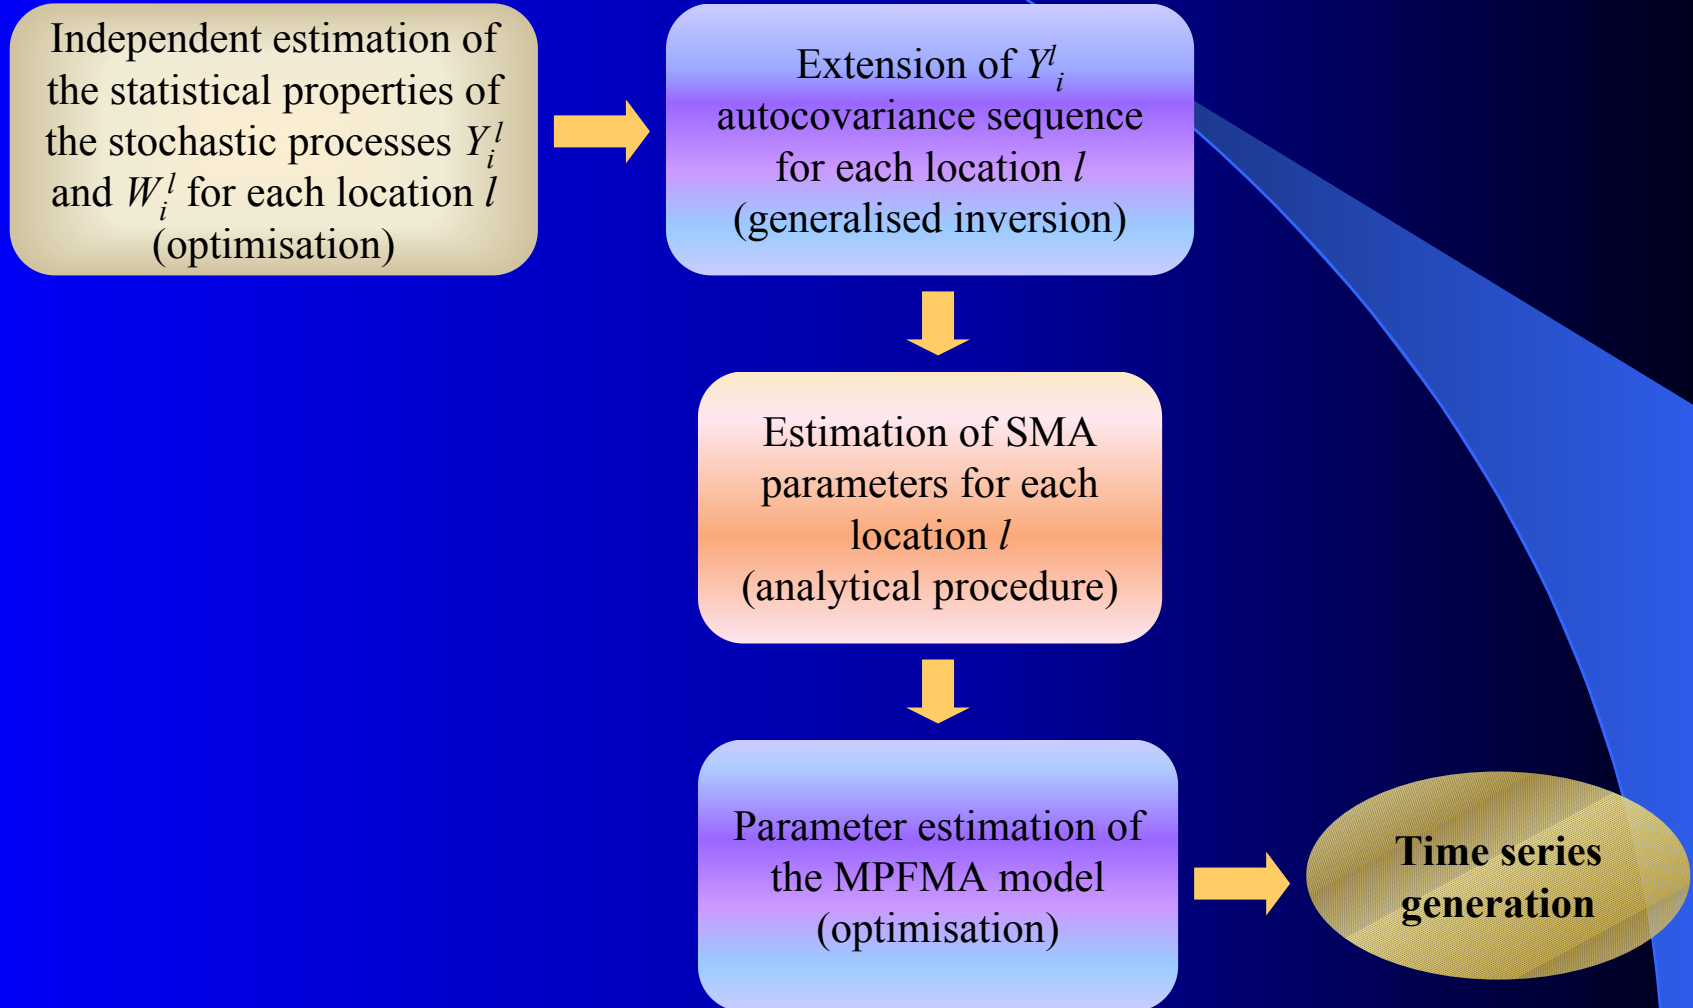 Independent estimation of
the statistical properties of
the stochastic processes Y_i^l
and W_i^l for each location l
(optimisation)
Extension of Y_i^l
autocovariance sequence
for each location l
(generalised inversion)
Estimation of SMA
parameters for each
location l
(analytical procedure)
Parameter estimation of
the MPFMA model
(optimisation)
Time series
generation